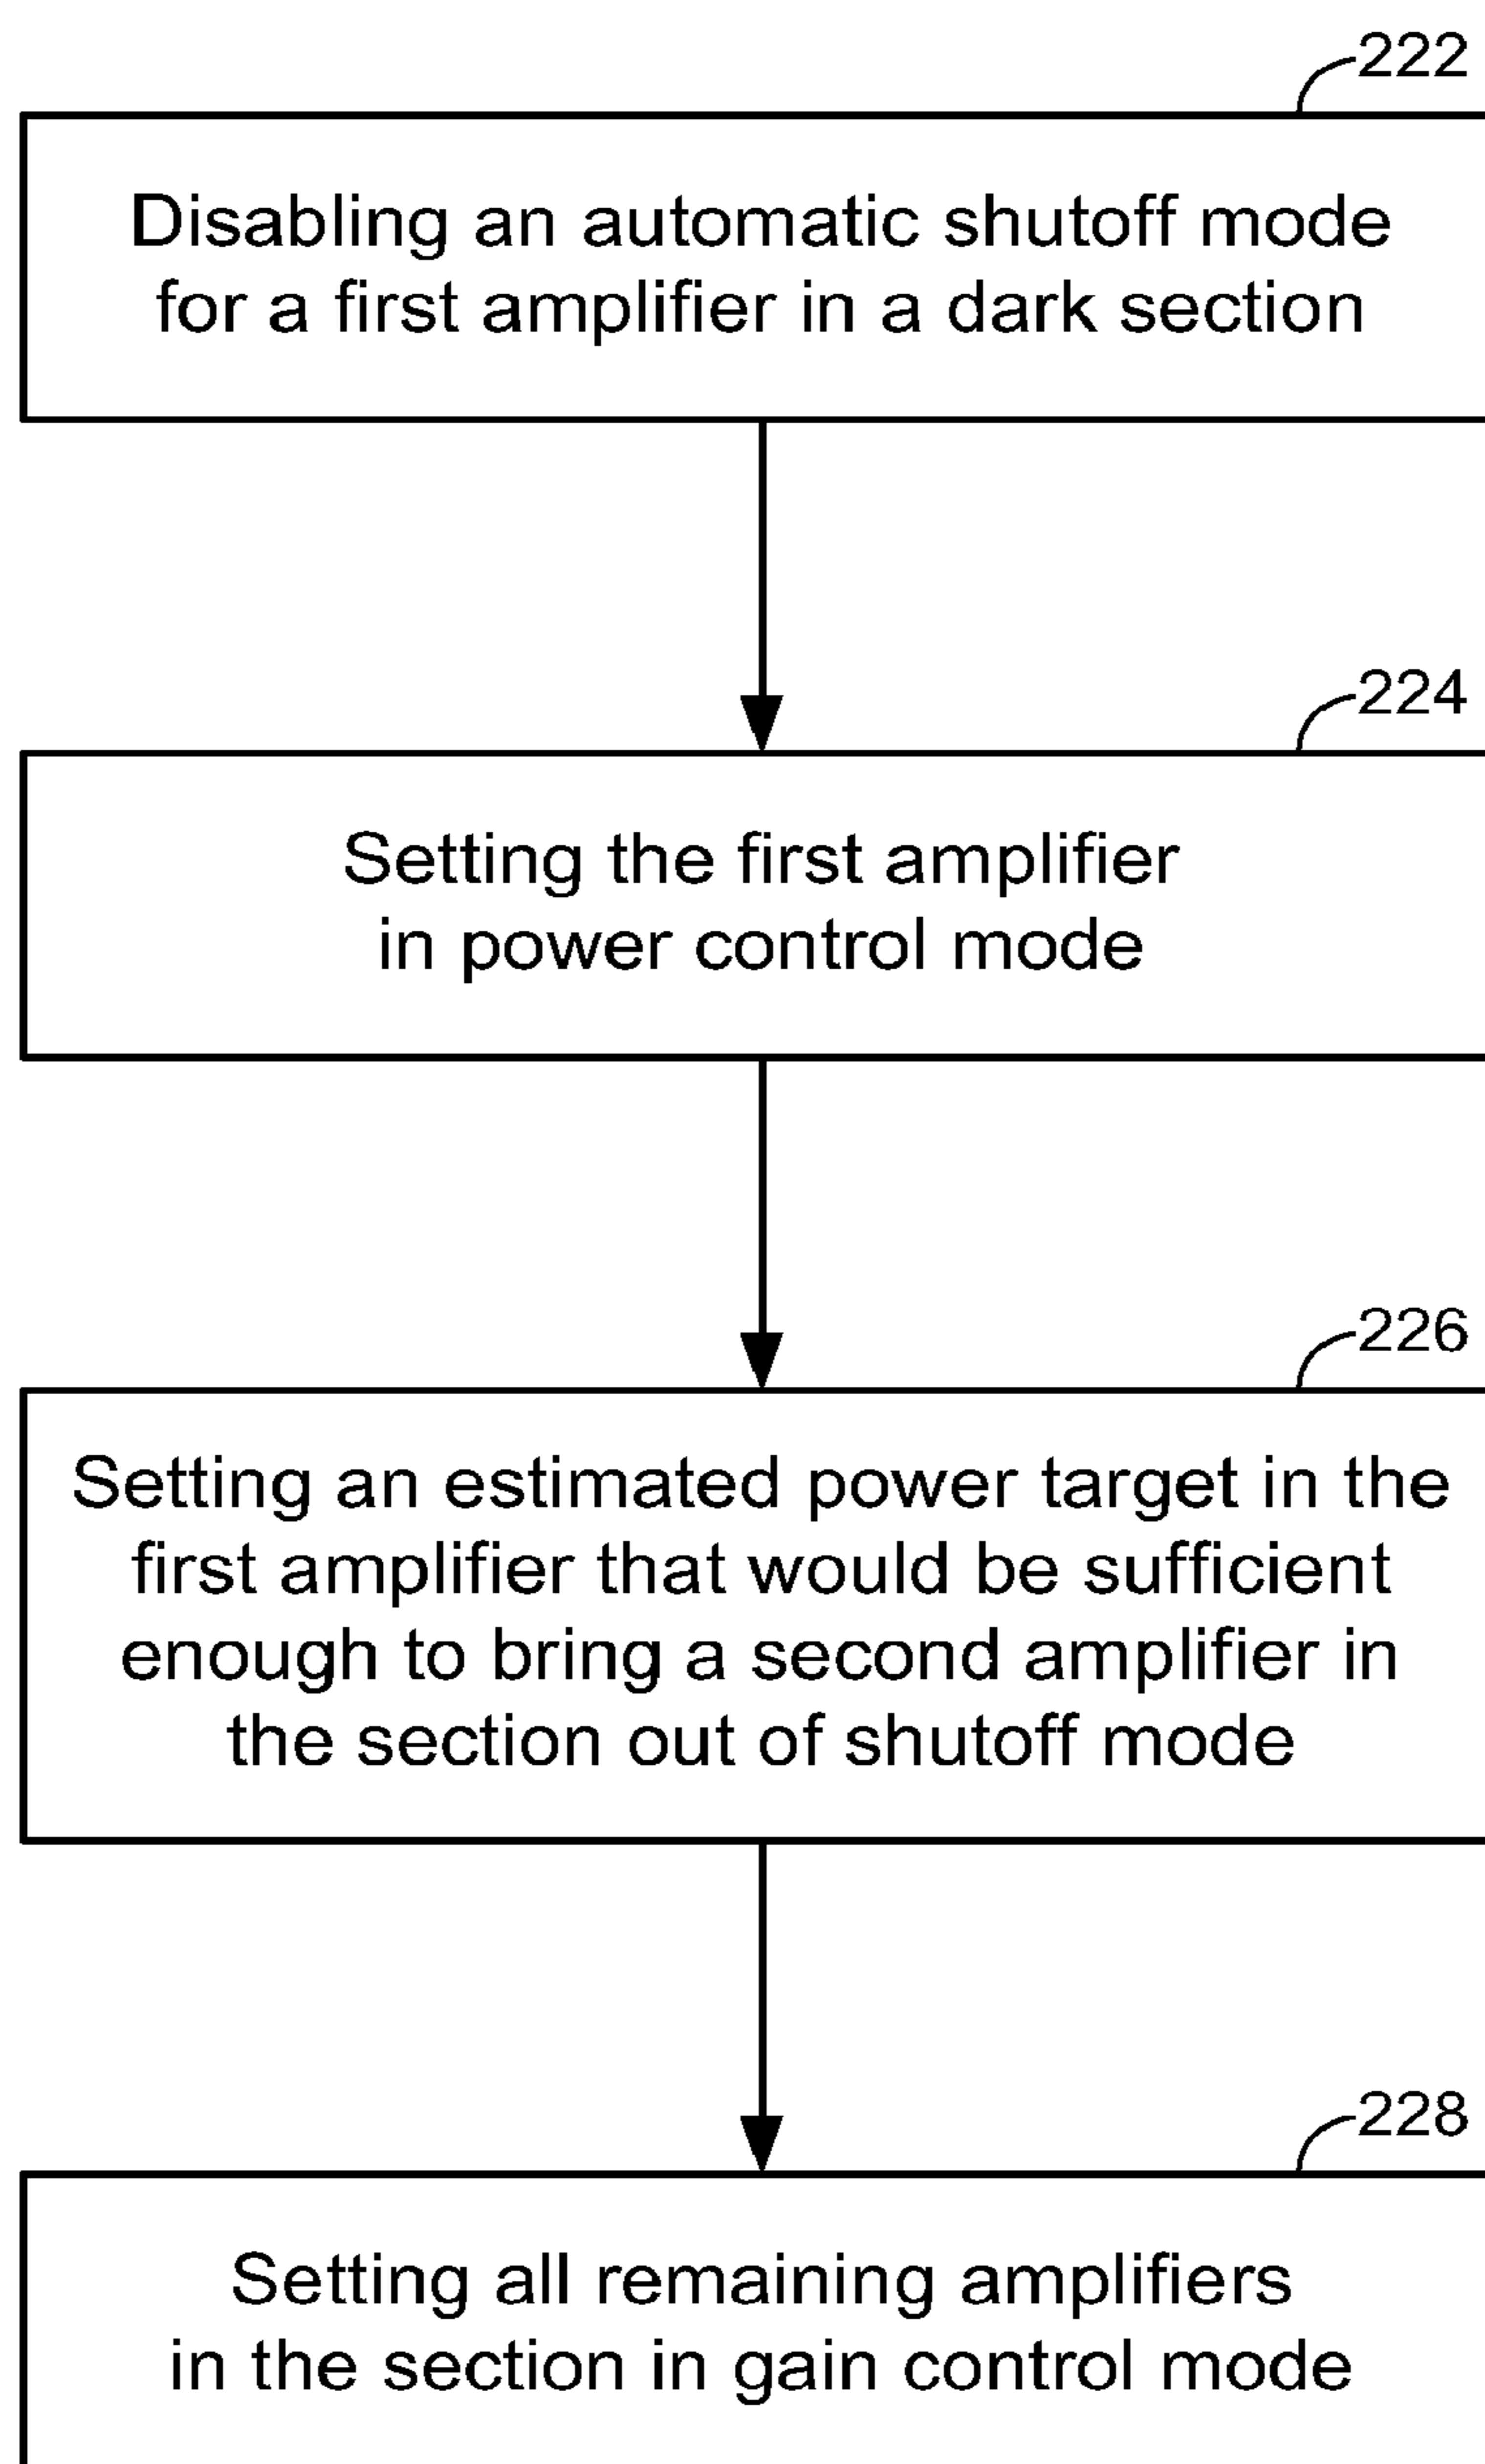 222
Disabling an automatic shutoff mode
for a first amplifier in a dark section
224
Setting the first amplifier
in power control mode
226
Setting an estimated power target in the
first amplifier that would be sufficient
enough to bring a second amplifier in
the section out of shutoff mode
228
Setting all remaining amplifiers
in the section in gain control mode